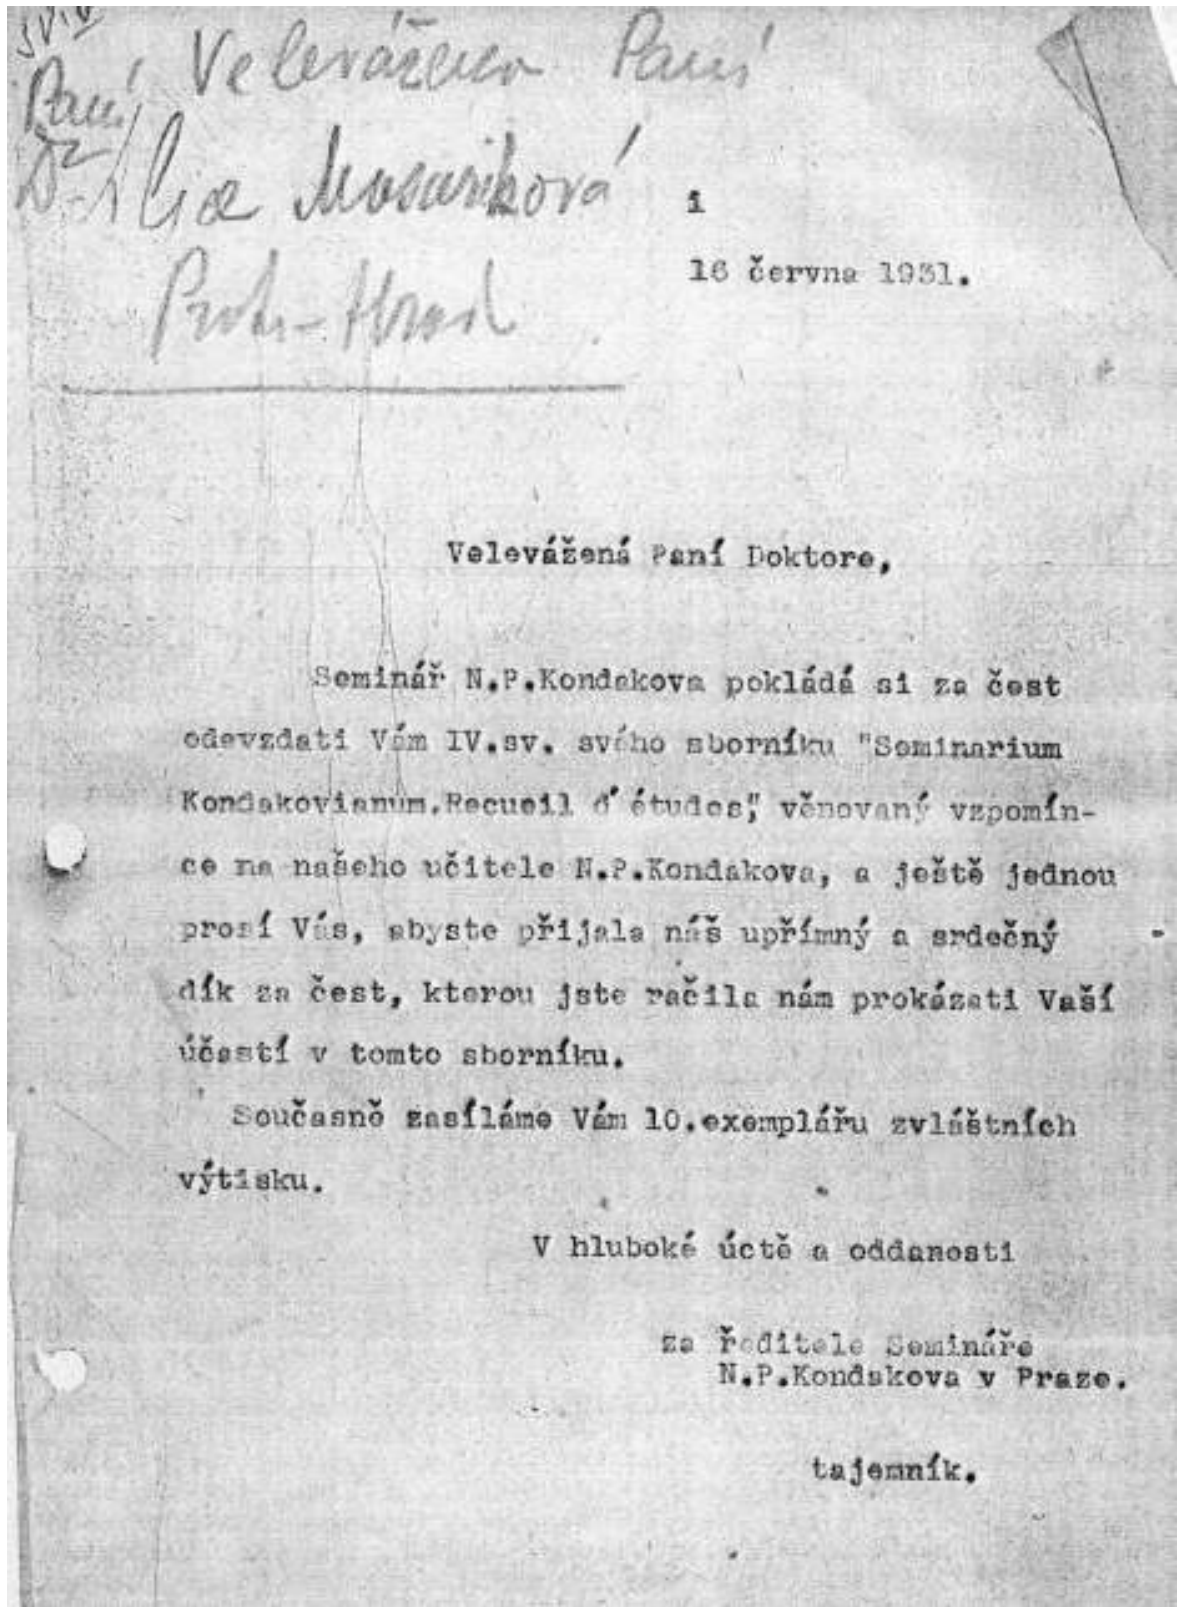 Velevážená Paní
Paní
Dr Alice Masariková
Praha-Hrad
i
16 června 1931.
Velevážená Paní Doktore,
Seminář N.P.Kondakova pokládá si za čest
odevzdati Vám IV.sv. svého sborníku "Seminarium
Kondakovianum.Recueil d'études," věnovaný vzpomín-
ce na našeho učitele N.P.Kondakova, a ještě jednou
prosí Vás, abyste přijala náš upřímný a srdečný
dík za čest, kterou jste račila nám prokázati Vaší
účastí v tomto sborníku.
Současně zasíláme Vám 10.exemplářu zvláštních
výtisku.
V hluboké úctě a oddanosti
za ředitele Semináře
N.P.Kondakova v Praze.
tajemník.